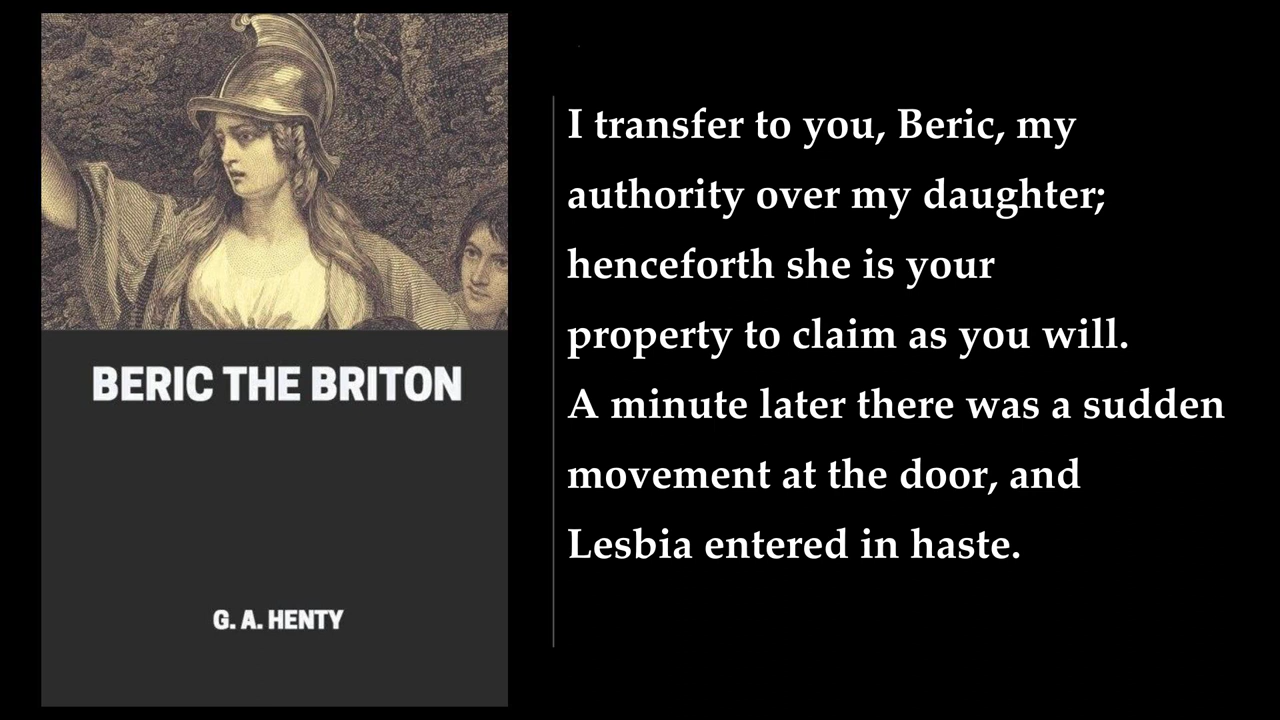 BERIC THE BRITON
G. A. HENTY
I transfer to you, Beric, my
authority over my daughter;
henceforth she is your
property to claim as you will.
A minute later there was a sudden
movement at the door, and
Lesbia entered in haste.